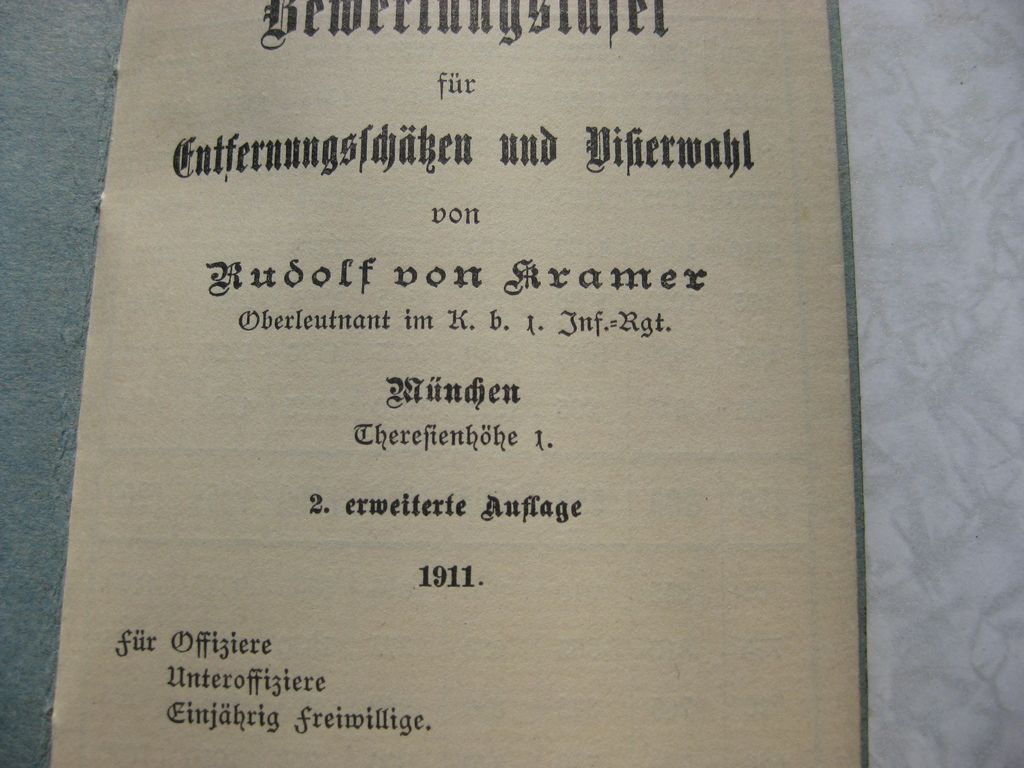 Bewertungstafel
für
Entfernungsschätzen und Visierwahl
von
Rudolf von Kramer
Oberleutnant im K. b. 1. Inf.-Rgt.
München
Theresienhöhe 1.
2. erweiterte Auflage
1911.
Für Offiziere
Unteroffiziere
Einjährig Freiwillige.